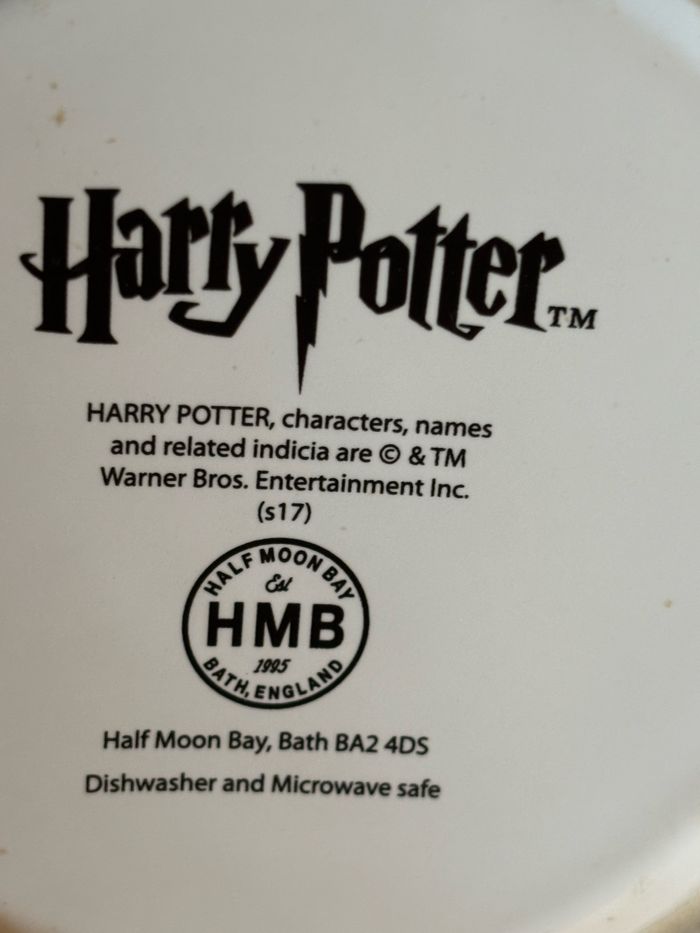 Harry Potter TM
HARRY POTTER, characters, names
and related indicia are © & TM
Warner Bros. Entertainment Inc.
(s17)
HALF MOON BAY
Est
HMB
1995
BATH, ENGLAND
Half Moon Bay, Bath BA2 4DS
Dishwasher and Microwave safe